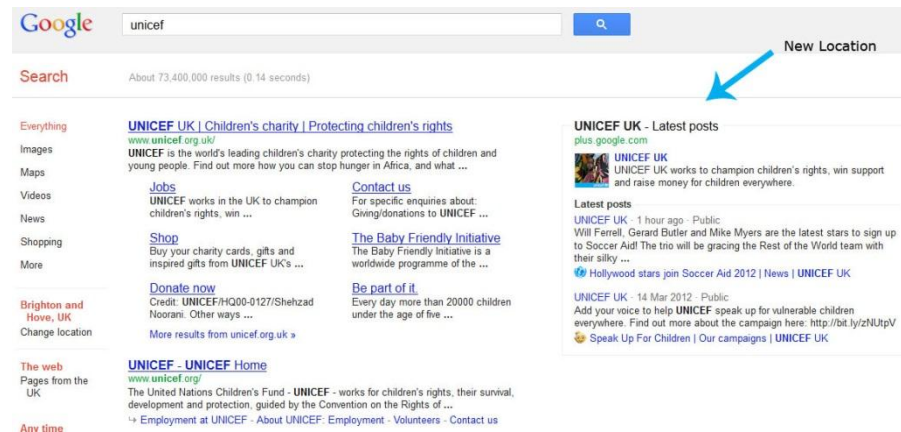 Google
unicef
New Location
Search
About 73,400,000 results (0.14 seconds)
Everything
Images
Maps
Videos
News
Shopping
More
Brighton and
Hove, UK
Change location
The web
Pages from the
UK
Any time
UNICEF UK | Children's charity | Protecting children's rights
www.unicef.org.uk/
UNICEF is the world's leading children's charity protecting the rights of children and
young people. Find out more how you can stop hunger in Africa, and what ...
Jobs
UNICEF works in the UK to champion
children's rights, win ...
Contact us
For specific enquiries about:
Giving/donations to UNICEF ...
Shop
Buy your charity cards, gifts and
inspired gifts from UNICEF UK's ...
The Baby Friendly Initiative
The Baby Friendly Initiative is a
worldwide programme of the ...
Donate now
Credit: UNICEF/HQ00-0127/Shehzad
Noorani. Other ways ...
Be part of it.
Every day more than 20000 children
under the age of five ...
More results from unicef.org.uk »
UNICEF - UNICEF Home
www.unicef.org/
The United Nations Children's Fund - UNICEF - works for children's rights, their survival,
development and protection, guided by the Convention on the Rights of ...
↳ Employment at UNICEF - About UNICEF: Employment - Volunteers - Contact us
UNICEF UK - Latest posts
plus.google.com
UNICEF UK
UNICEF UK works to champion children's rights, win support
and raise money for children everywhere.
Latest posts
UNICEF UK - 1 hour ago - Public
Will Ferrell, Gerard Butler and Mike Myers are the latest stars to sign up
to Soccer Aid! The trio will be gracing the Rest of the World team with
their silky ...
Hollywood stars join Soccer Aid 2012 | News | UNICEF UK
UNICEF UK - 14 Mar 2012 - Public
Add your voice to help UNICEF speak up for vulnerable children
everywhere. Find out more about the campaign here: http://bit.ly/zNUtpV
Speak Up For Children | Our campaigns | UNICEF UK